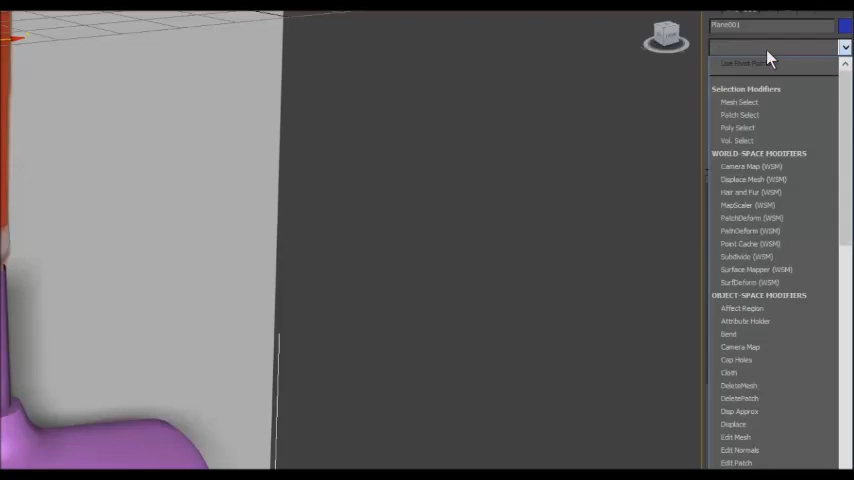 Plane001
Selection Modifiers
Mesh Select
Patch Select
Poly Select
Vol. Select
WORLD-SPACE MODIFIERS
Camera Map (WSM)
Displace Mesh (WSM)
Hair and Fur (WSM)
MapScaler (WSM)
PatchDeform (WSM)
PathDeform (WSM)
Point Cache (WSM)
Subdivide (WSM)
Surface Mapper (WSM)
SurfDeform (WSM)
OBJECT-SPACE MODIFIERS
Affect Region
Attribute Holder
Bend
Camera Map
Cap Holes
Cloth
DeleteMesh
DeletePatch
Disp Approx
Displace
Edit Mesh
Edit Normals
Edit Patch